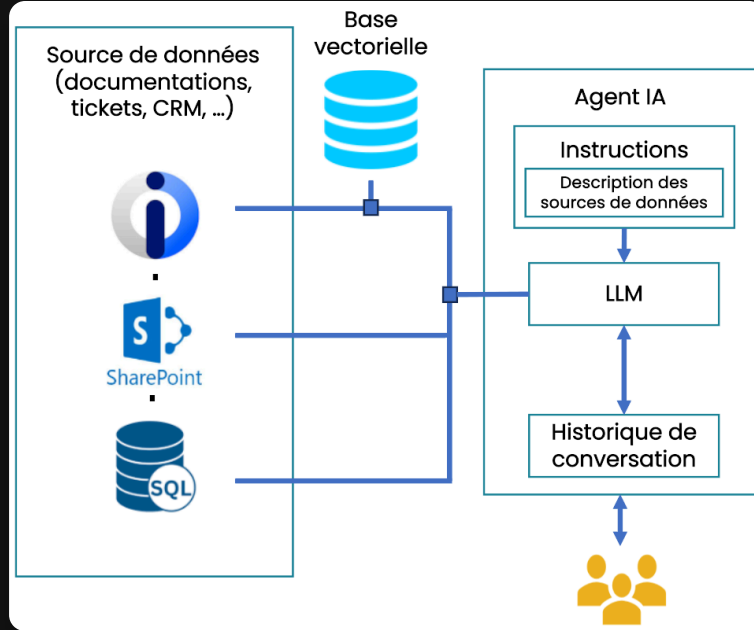 Base
vectorielle
Source de données
(documentations,
tickets, CRM, ...)
Agent IA
Instructions
Description des
sources de données
LLM
SharePoint
SQL
Historique de
conversation